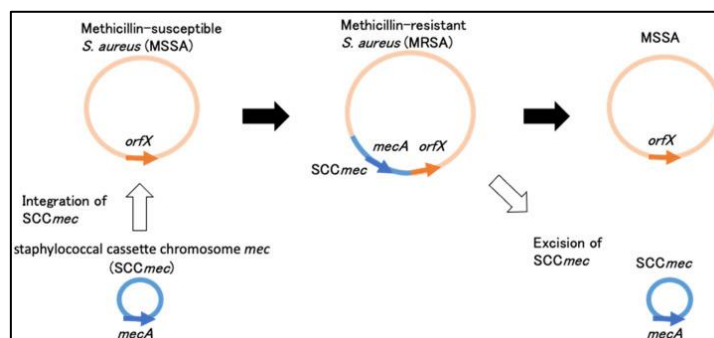 Methicillin-susceptible
S. aureus (MSSA)
orfX
Integration of
SCCmec
staphylococcal cassette chromosome mec
(SCCmec)
mecA
Methicillin-resistant
S. aureus (MRSA)
mecA orfX
SCCmec
MSSA
orfX
Excision of
SCCmec
SCCmec
mecA